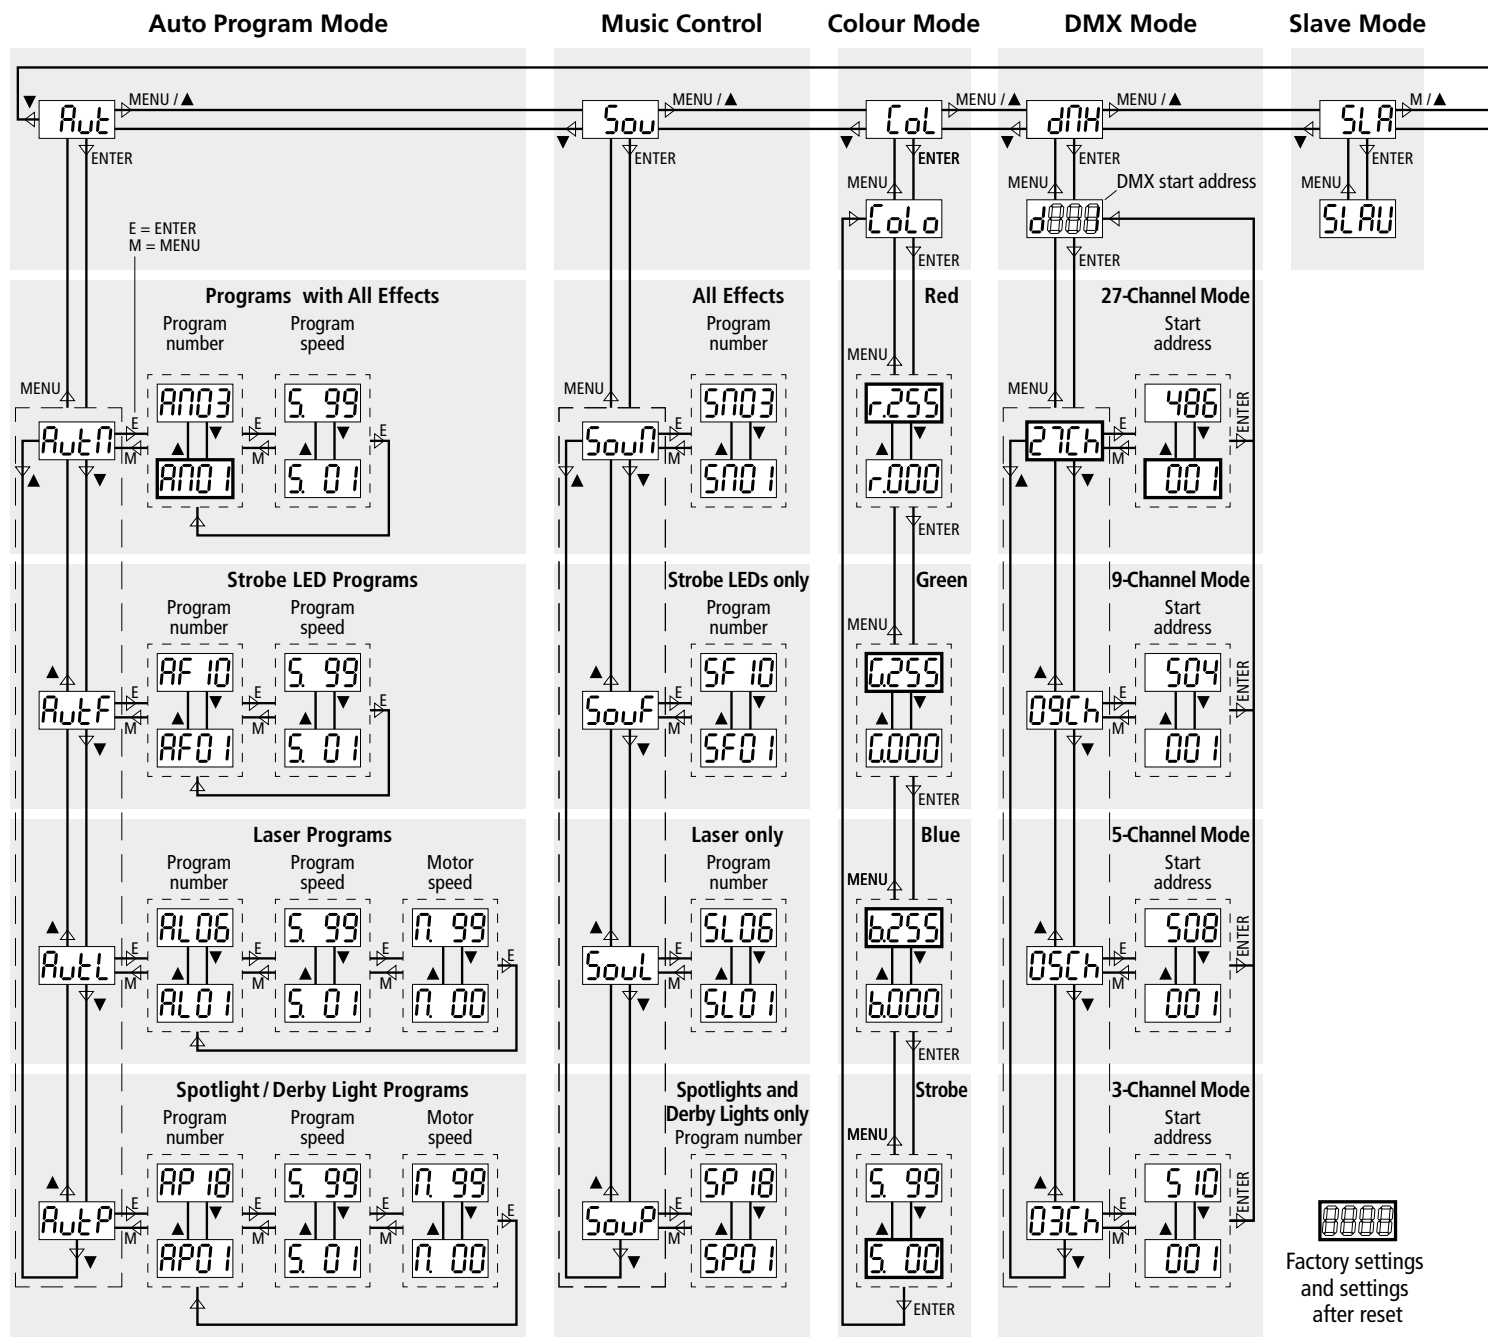 Auto Program Mode
Music Control
Colour Mode
DMX Mode
Slave Mode
Aut
MENU / ▲
Sou
MENU / ▲
CoL
MENU / ▲
dMX
MENU / ▲
SLA
M / ▲
▼
▼
▼
▼
▼
ENTER
ENTER
ENTER
ENTER
ENTER
MENU
MENU
DMX start address
MENU
CoLo
d888
SLAU
E = ENTER
M = MENU
ENTER
ENTER
Programs with All Effects
Program
number
Program
speed
MENU
AM03
S. 99
AutM
E
M
▲
▼
E
M
▲
▼
E
▲
▼
AM01
S. 01
Strobe LED Programs
Program
number
Program
speed
▲
AF10
S. 99
AutF
E
M
▲
▼
E
M
▲
▼
E
▼
AF01
S. 01
Laser Programs
Program
number
Program
speed
Motor
speed
▲
AL06
S. 99
M. 99
AutL
E
M
▲
▼
E
M
▲
▼
E
M
▲
▼
E
▼
AL01
S. 01
M. 00
Spotlight / Derby Light Programs
Program
number
Program
speed
Motor
speed
▲
AP18
S. 99
M. 99
AutP
E
M
▲
▼
E
M
▲
▼
E
M
▲
▼
E
▼
AP01
S. 01
M. 00
All Effects
Program
number
MENU
SM03
SouM
E
M
▲
▼
▲
▼
SM01
Strobe LEDs only
Program
number
▲
SF10
SouF
E
M
▲
▼
▼
SF01
Laser only
Program
number
▲
SL06
SouL
E
M
▲
▼
▼
SL01
Spotlights and
Derby Lights only
Program number
▲
SP18
SouP
E
M
▲
▼
▼
SP01
Red
MENU
r.255
▲
▼
r.000
ENTER
Green
MENU
G.255
▲
▼
G.000
ENTER
Blue
MENU
b.255
▲
▼
b.000
ENTER
Strobe
MENU
S. 99
▲
▼
S. 00
ENTER
27-Channel Mode
Start
address
MENU
486
27Ch
E
M
▲
▼
ENTER
▲
▼
001
9-Channel Mode
Start
address
▲
504
09Ch
E
M
▲
▼
ENTER
▼
001
5-Channel Mode
Start
address
▲
508
05Ch
E
M
▲
▼
ENTER
▼
001
3-Channel Mode
Start
address
▲
510
03Ch
E
M
▲
▼
ENTER
▼
001
8888
Factory settings
and settings
after reset